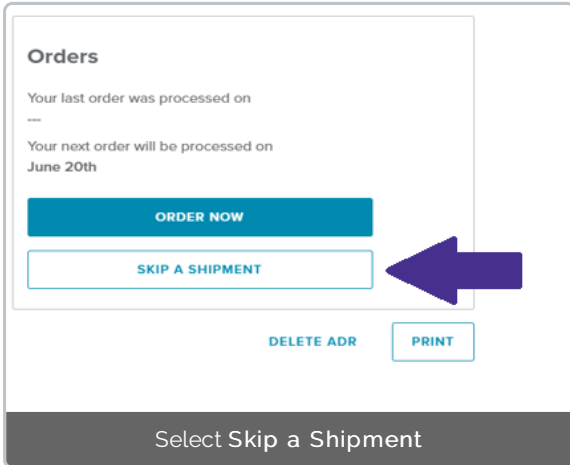 Orders
Your last order was processed on
---
Your next order will be processed on
June 20th
ORDER NOW
SKIP A SHIPMENT
DELETE ADR
PRINT
Select Skip a Shipment